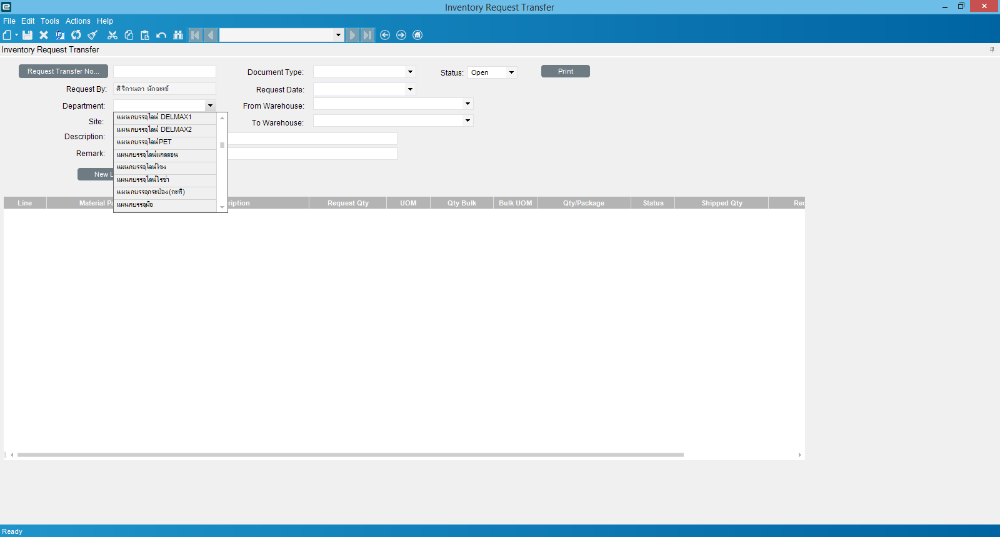 Inventory Request Transfer
File Edit Tools Actions Help
Inventory Request Transfer
Request Transfer No...
Document Type:
Status: Open
Print
Request By: ศิริกานดา นักจะเข้
Request Date:
Department:
From Warehouse:
แผนกบรรจุไลน์ DELMAX1
Site:
To Warehouse:
แผนกบรรจุไลน์ DELMAX2
Description:
แผนกบรรจุไลน์PET
Remark:
แผนกบรรจุไลน์แกลลอน
แผนกบรรจุไลน์โขง
New L
แผนกบรรจุไลน์โรซ่า
แผนกบรรจุกระป๋อง(กะทิ)
แผนกบรรจุมือ
Line Material Pa ription Request Qty UOM Qty Bulk Bulk UOM Qty/Package Status Shipped Qty Rec
Ready